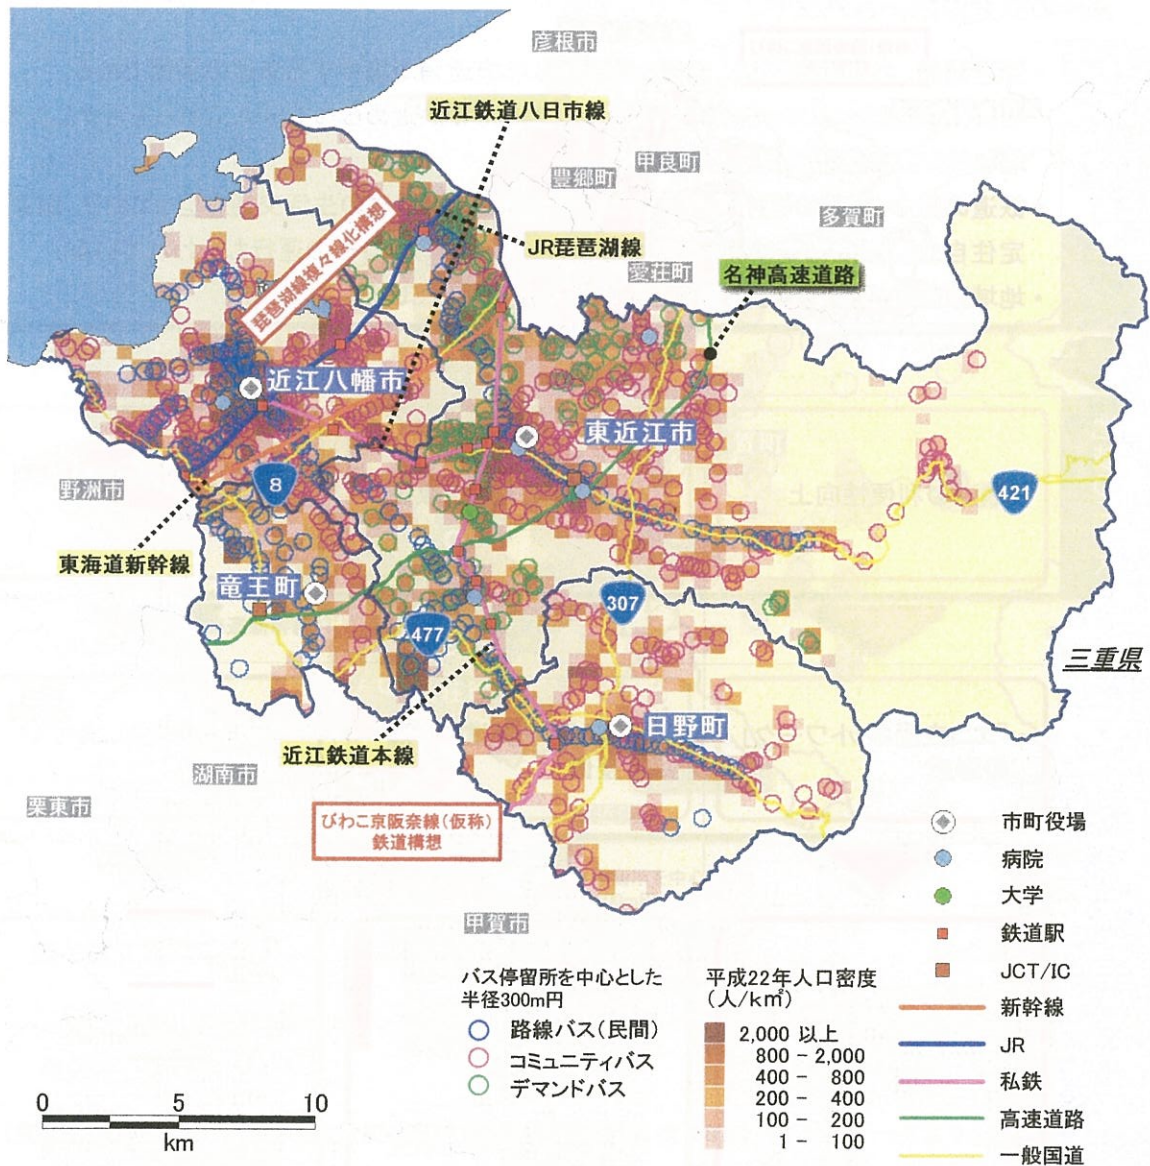 彦根市
近江鉄道八日市線
甲良町
豊郷町
多賀町
琵琶湖線複々線化構想
JR琵琶湖線
愛荘町
名神高速道路
近江八幡市
東近江市
野洲市
8
421
東海道新幹線
竜王町
307
477
三重県
日野町
近江鉄道本線
湖南市
栗東市
びわこ京阪奈線(仮称)
鉄道構想
甲賀市
市町役場
病院
大学
鉄道駅
JCT/IC
新幹線
JR
私鉄
高速道路
一般国道
バス停留所を中心とした
半径300m円
路線バス(民間)
コミュニティバス
デマンドバス
平成22年人口密度
(人/k㎡)
2,000 以上
800 - 2,000
400 - 800
200 - 400
100 - 200
1 - 100
0 5 10
km